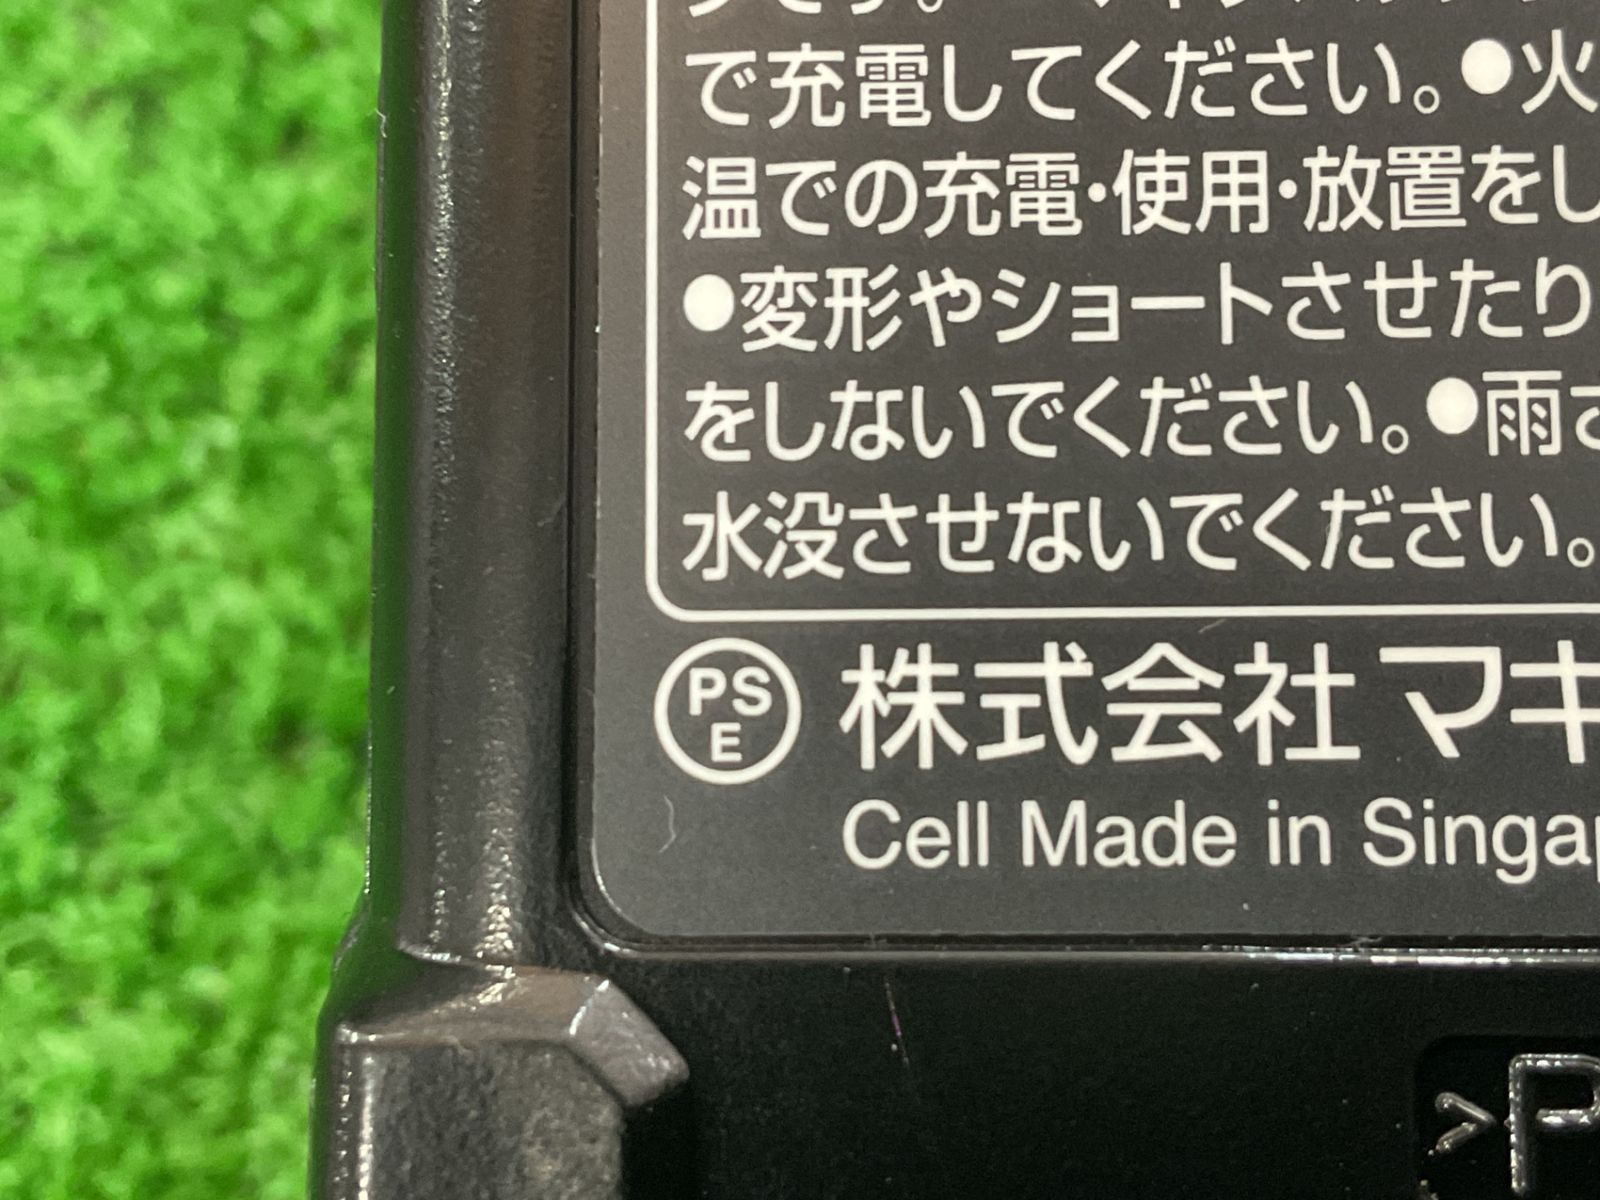 で充電してください。●火
温での充電・使用・放置をし
●変形やショートさせたり
をしないでください。●雨さ
水没させないでください。
PS
E
株式会社マキ
Cell Made in Singap
>P